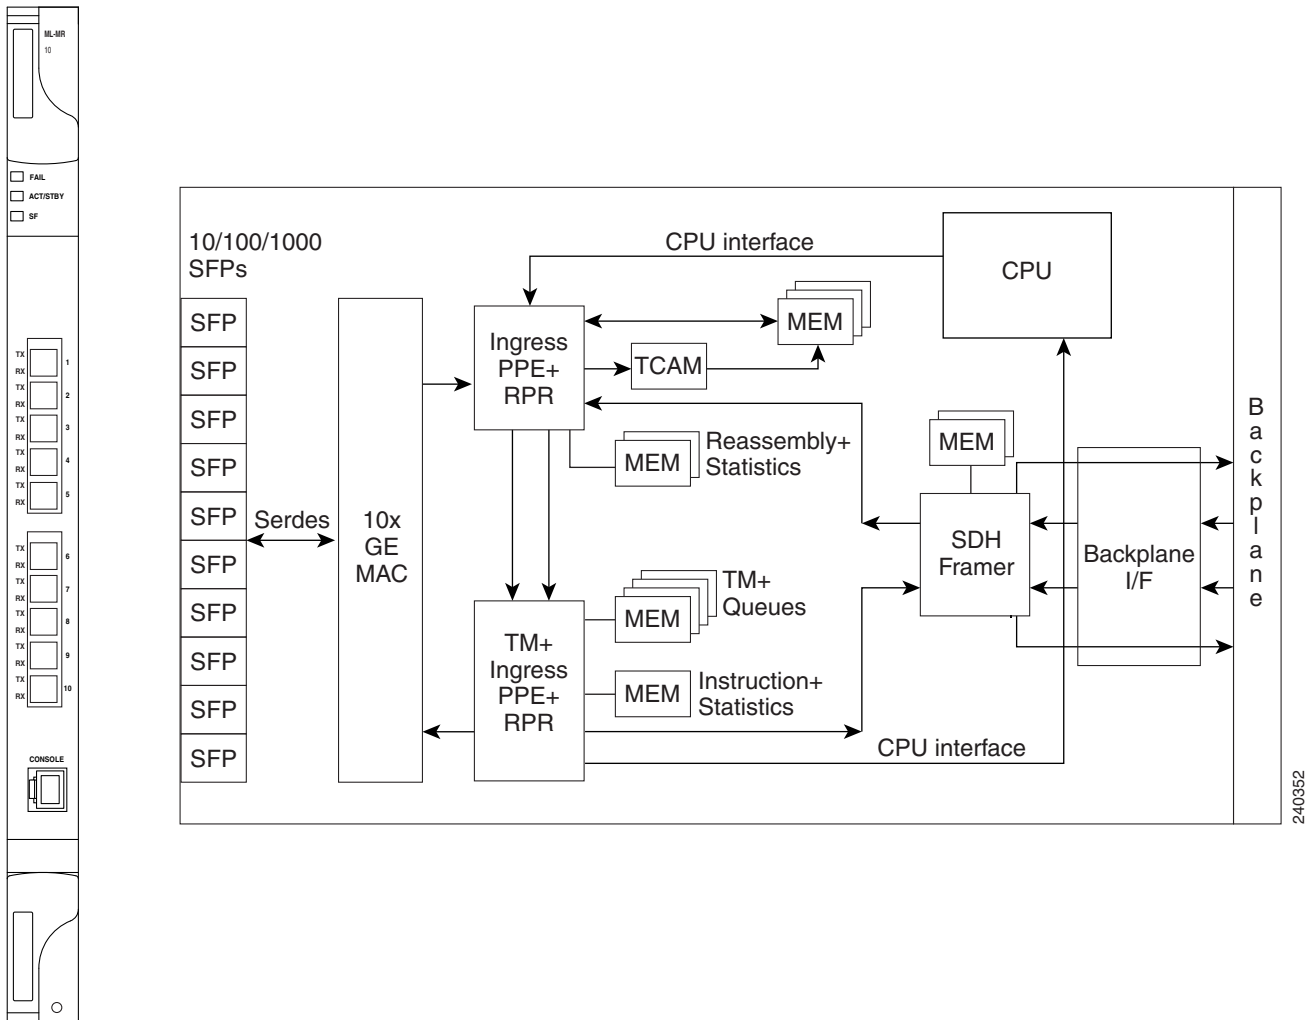 ML-MR
10
FAIL
ACT/STBY
SF
TX
RX
1
TX
RX
2
TX
RX
3
TX
RX
4
TX
RX
5
TX
RX
6
TX
RX
7
TX
RX
8
TX
RX
9
TX
RX
10
CONSOLE
10/100/1000
SFPs
SFP
SFP
SFP
SFP
SFP
SFP
SFP
SFP
SFP
SFP
Serdes
10x
GE
MAC
CPU interface
CPU
Ingress
PPE+
RPR
MEM
TCAM
MEM
Reassembly+
Statistics
MEM
SDH
Framer
Backplane
I/F
Backplane
TM+
Ingress
PPE+
RPR
MEM
TM+
Queues
MEM
Instruction+
Statistics
CPU interface
240352